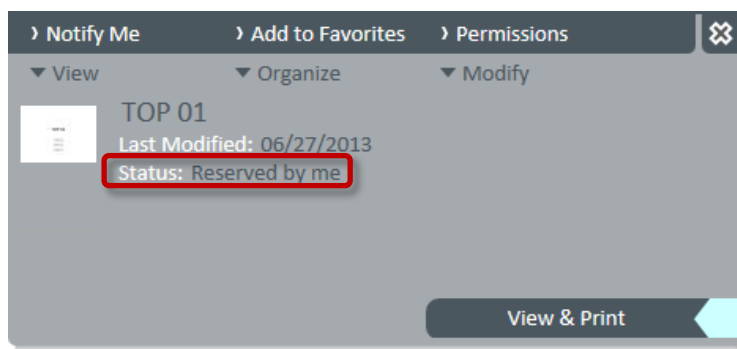 Notify Me Add to Favorites Permissions
View Organize Modify
TOP 01
Last Modified: 06/27/2013
Status: Reserved by me
View & Print